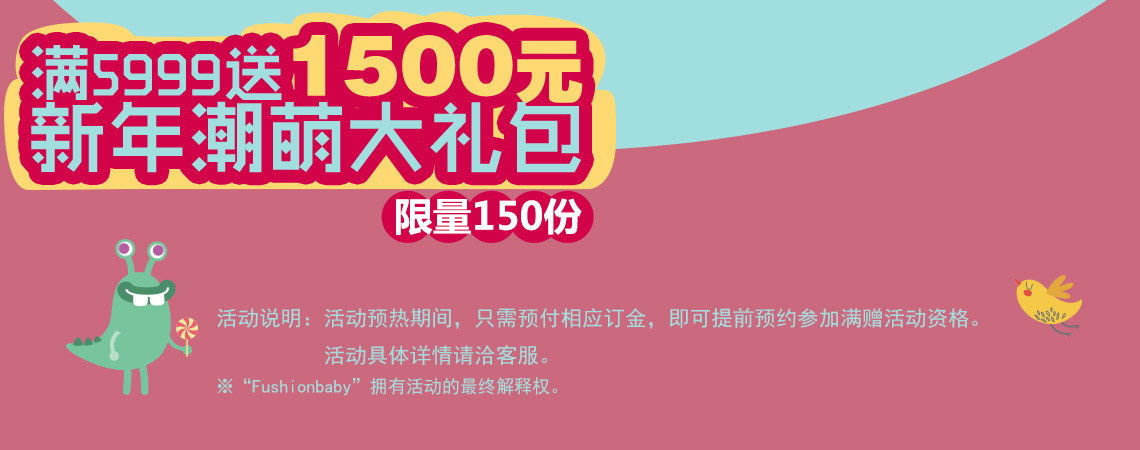 满5999送1500元
新年潮萌大礼包
限量150份
活动说明：活动预热期间，只需预付相应订金，即可提前预约参加满赠活动资格。
活动具体详情请洽客服。
※“Fushionbaby”拥有活动的最终解释权。